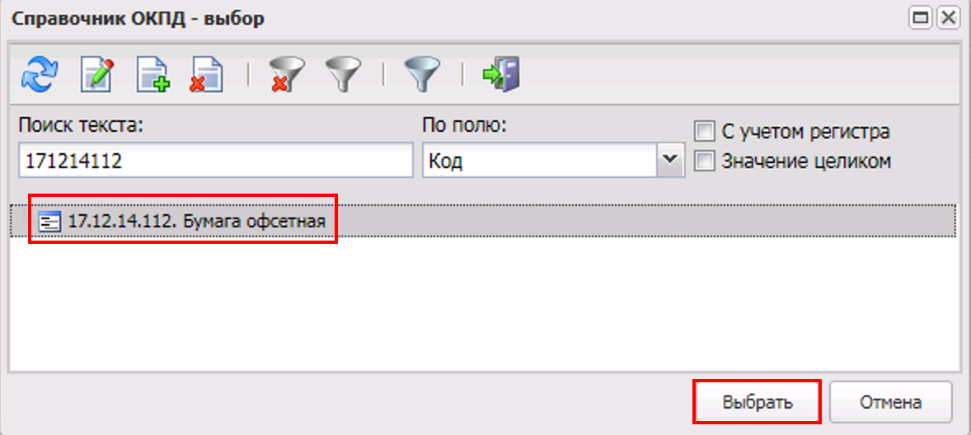 Справочник ОКПД - выбор
Поиск текста:
По полю:
С учетом регистра
171214112
Код
Значение целиком
17.12.14.112. Бумага офсетная
Выбрать
Отмена